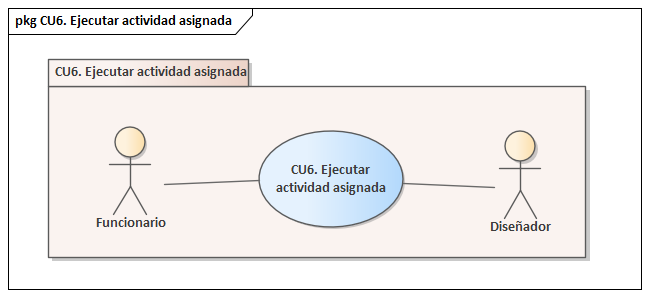 pkg CU6. Ejecutar actividad asignada
CU6. Ejecutar actividad asignada
CU6. Ejecutar
actividad asignada
Funcionario
Diseñador